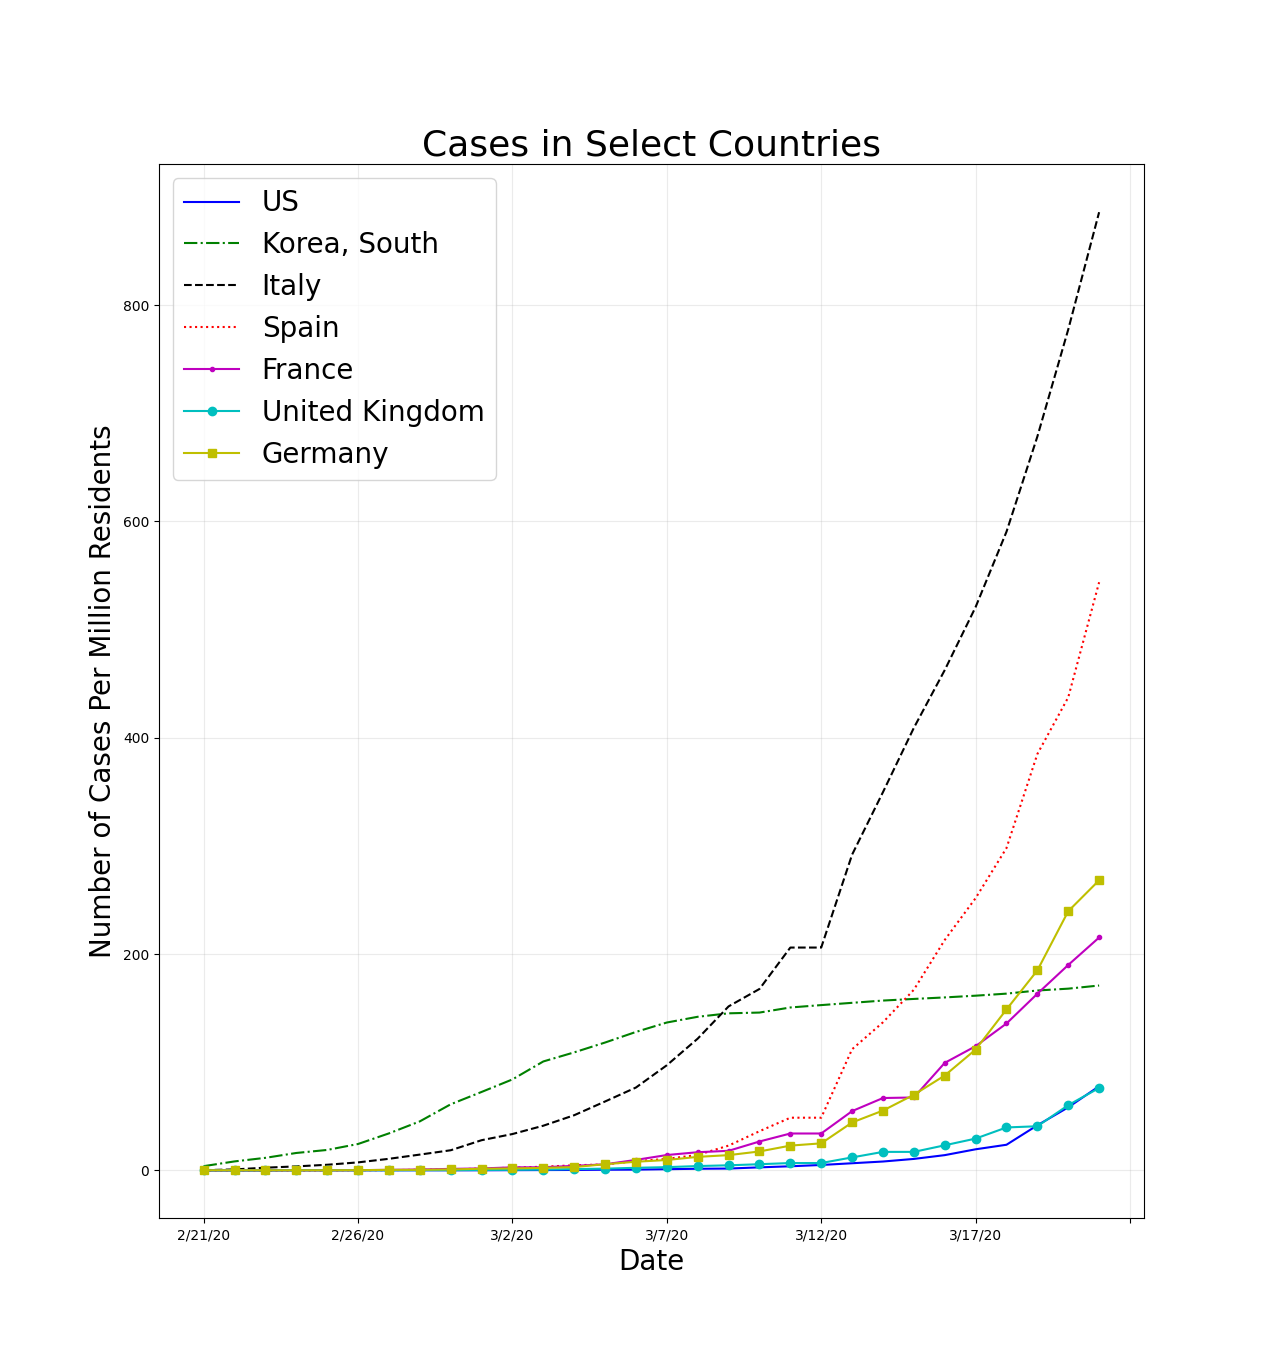 Cases in Select Countries
US
Korea, South
Italy
Spain
France
United Kingdom
Germany
Number of Cases Per Million Residents
800
600
400
200
0
2/21/20
2/26/20
3/2/20
3/7/20
3/12/20
3/17/20
Date